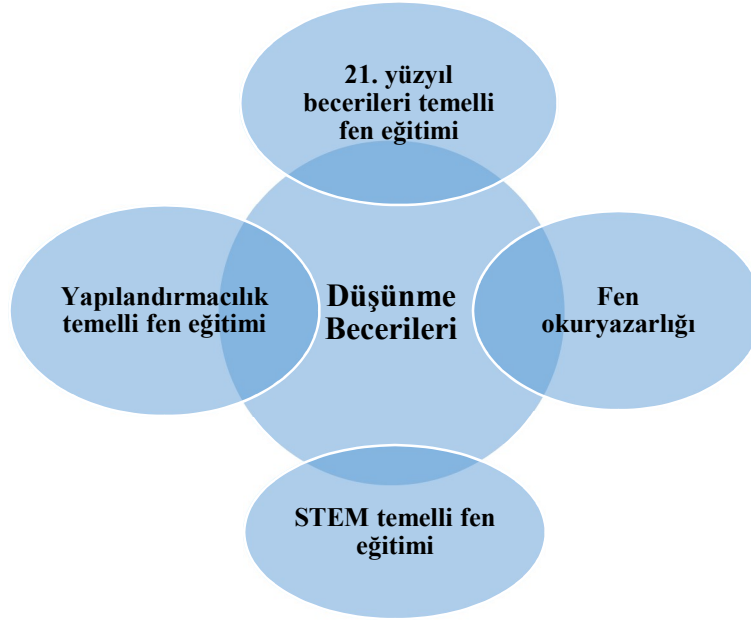 21. yüzyıl
becerileri temelli
fen eğitimi
Yapılandırmacılık
temelli fen eğitimi
Düşünme
Becerileri
Fen
okuryazarlığı
STEM temelli fen
eğitimi